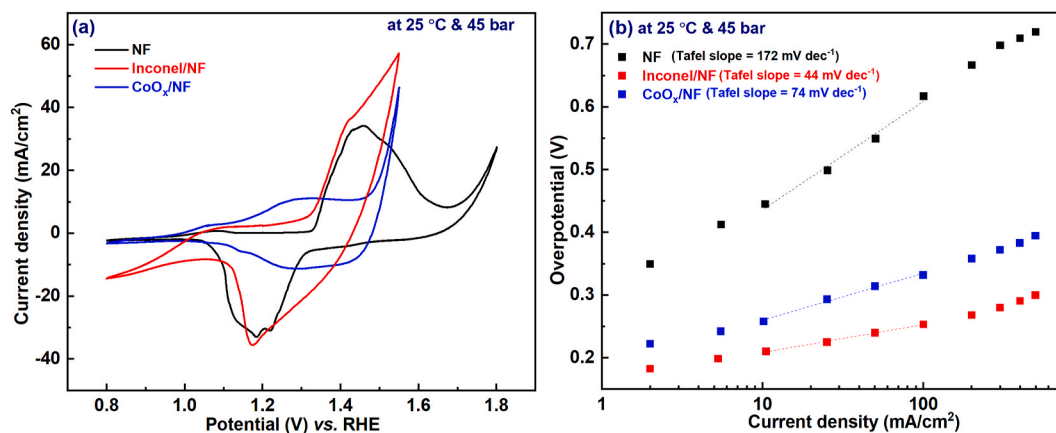 (a)
at 25 °C & 45 bar
NF
Inconel/NF
CoOₓ/NF
Current density (mA/cm²)
60
40
20
0
-20
-40
0.8 1.0 1.2 1.4 1.6 1.8
Potential (V) vs. RHE
(b) at 25 °C & 45 bar
NF (Tafel slope = 172 mV dec⁻¹)
Inconel/NF (Tafel slope = 44 mV dec⁻¹)
CoOₓ/NF (Tafel slope = 74 mV dec⁻¹)
Overpotential (V)
0.7
0.6
0.5
0.4
0.3
0.2
1 10 100
Current density (mA/cm²)